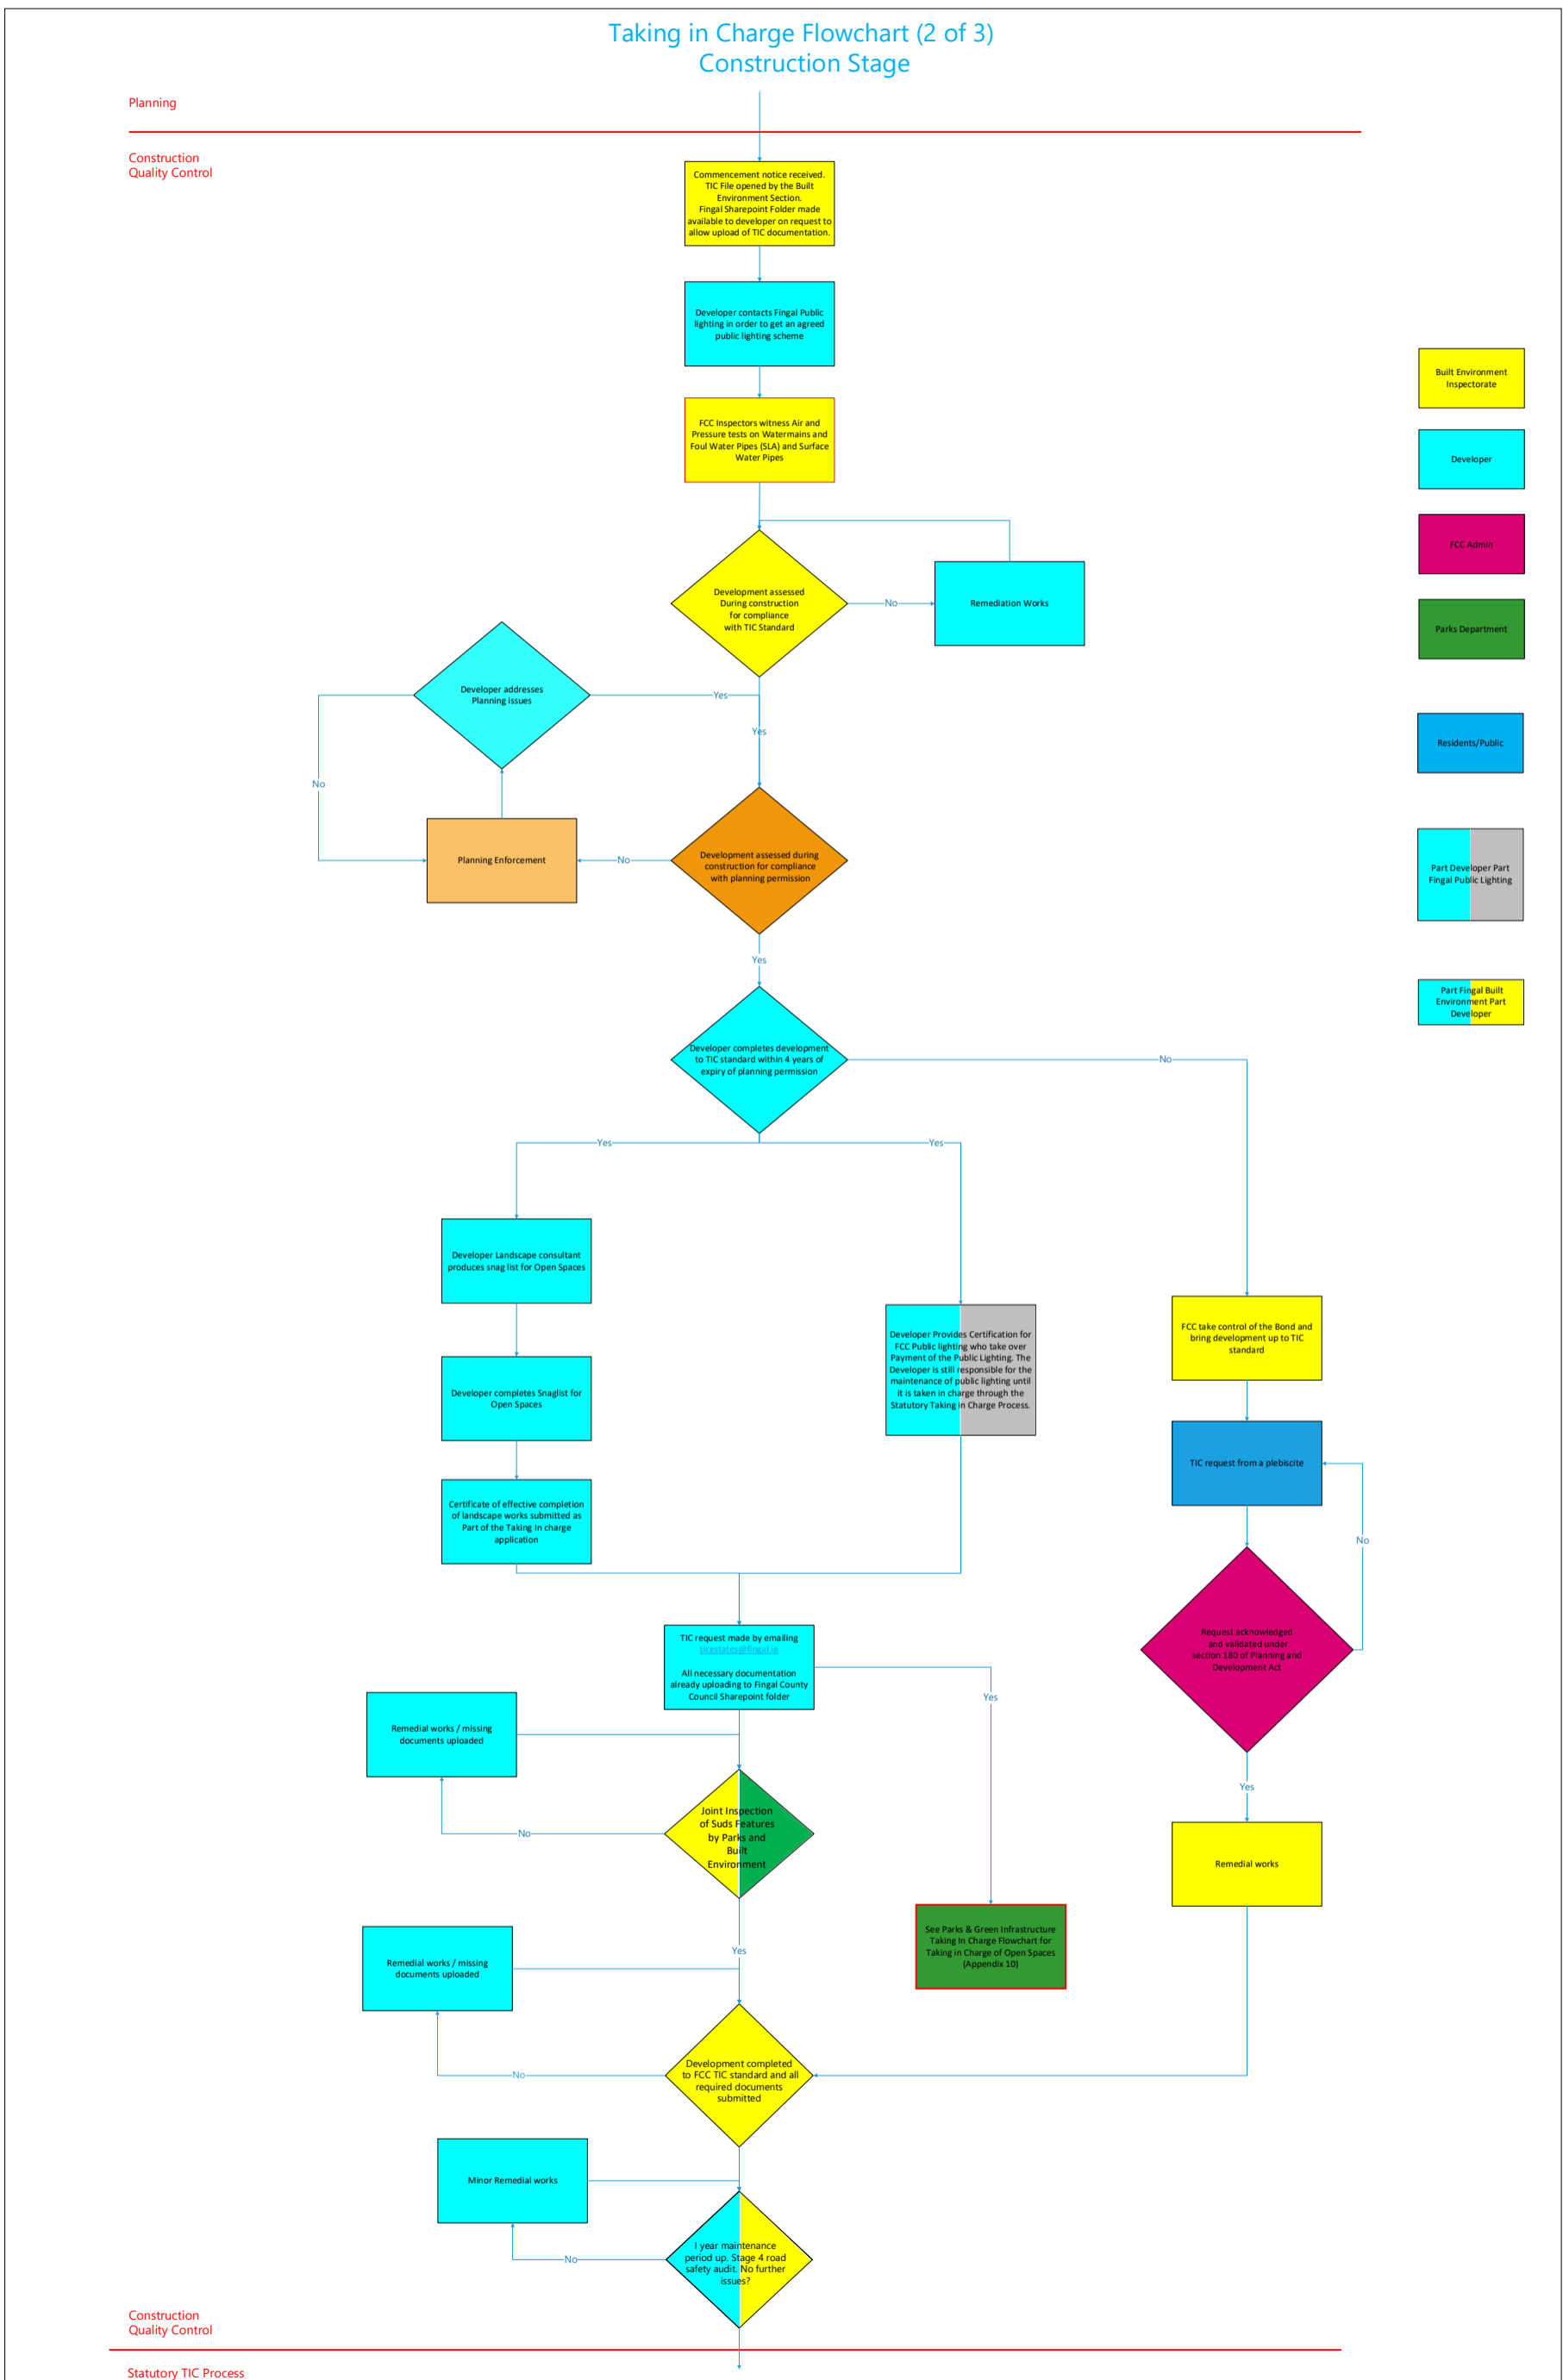 Taking in Charge Flowchart (2 of 3)
Construction Stage
Planning
Construction
Quality Control
Commencement notice received.
TIC File opened by the Built
Environment Section.
Fingal Sharepoint Folder made
available to developer on request to
allow upload of TIC documentation.
Developer contacts Fingal Public
lighting in order to get an agreed
public lighting scheme
FCC Inspectors witness Air and
Pressure tests on Watermains and
Foul Water Pipes (SLA) and Surface
Water Pipes
Development assessed
During construction
for compliance
with TIC Standard
No
Remediation Works
Developer addresses
Planning issues
Yes
Yes
No
Planning Enforcement
No
Development assessed during
construction for compliance
with planning permission
Yes
Developer completes development
to TIC standard within 4 years of
expiry of planning permission
No
Yes
Yes
Developer Landscape consultant
produces snag list for Open Spaces
Developer completes Snaglist for
Open Spaces
Certificate of effective completion
of landscape works submitted as
Part of the Taking In charge
application
Developer Provides Certification for
FCC Public lighting who take over
Payment of the Public Lighting. The
Developer is still responsible for the
maintenance of public lighting until
it is taken in charge through the
Statutory Taking in Charge Process.
FCC take control of the Bond and
bring development up to TIC
standard
TIC request from a plebiscite
No
Request acknowledged
and validated under
section 180 of Planning and
Development Act
Yes
Remedial works
TIC request made by emailing
ticestates@fingal.ie
All necessary documentation
already uploading to Fingal County
Council Sharepoint folder
Yes
Remedial works / missing
documents uploaded
No
Joint Inspection
of Suds Features
by Parks and
Built
Environment
Yes
See Parks & Green Infrastructure
Taking In Charge Flowchart for
Taking in Charge of Open Spaces
(Appendix 10)
Remedial works / missing
documents uploaded
No
Development completed
to FCC TIC standard and all
required documents
submitted
Minor Remedial works
No
I year maintenance
period up. Stage 4 road
safety audit. No further
issues?
Built Environment
Inspectorate
Developer
FCC Admin
Parks Department
Residents/Public
Part Developer Part
Fingal Public Lighting
Part Fingal Built
Environment Part
Developer
Construction
Quality Control
Statutory TIC Process